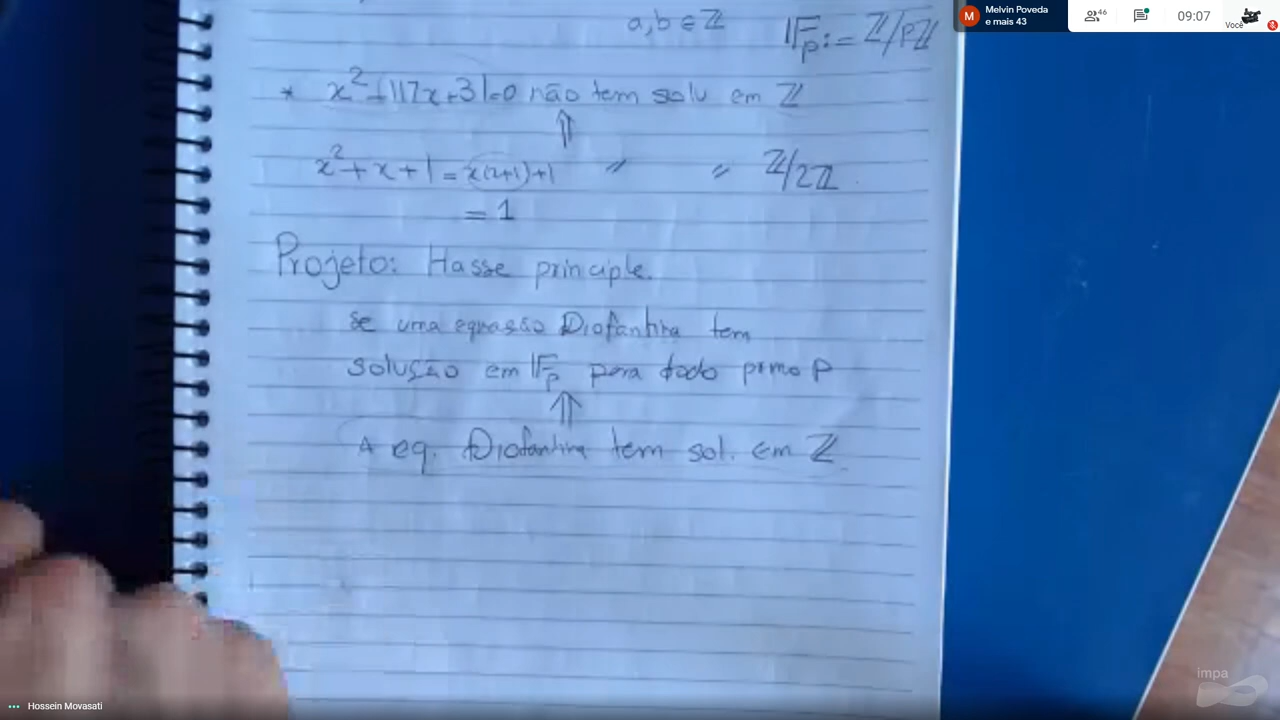 Melvin Poveda
e mais 43
46
09:07
Você
a,b ∈ ℤ 𝔽p := ℤ/pℤ
* x² + 117x + 31 = 0 não tem solu em ℤ
⇑
x² + x + 1 = x(x+1)+1 〃 〃 ℤ/2ℤ
= 1
Projeto: Hasse principle.
Se uma equasão Diofantina tem
solução em 𝔽p para todo primo p
⇑
A eq. Diofantina tem sol. em ℤ
impa
Hossein Movasati